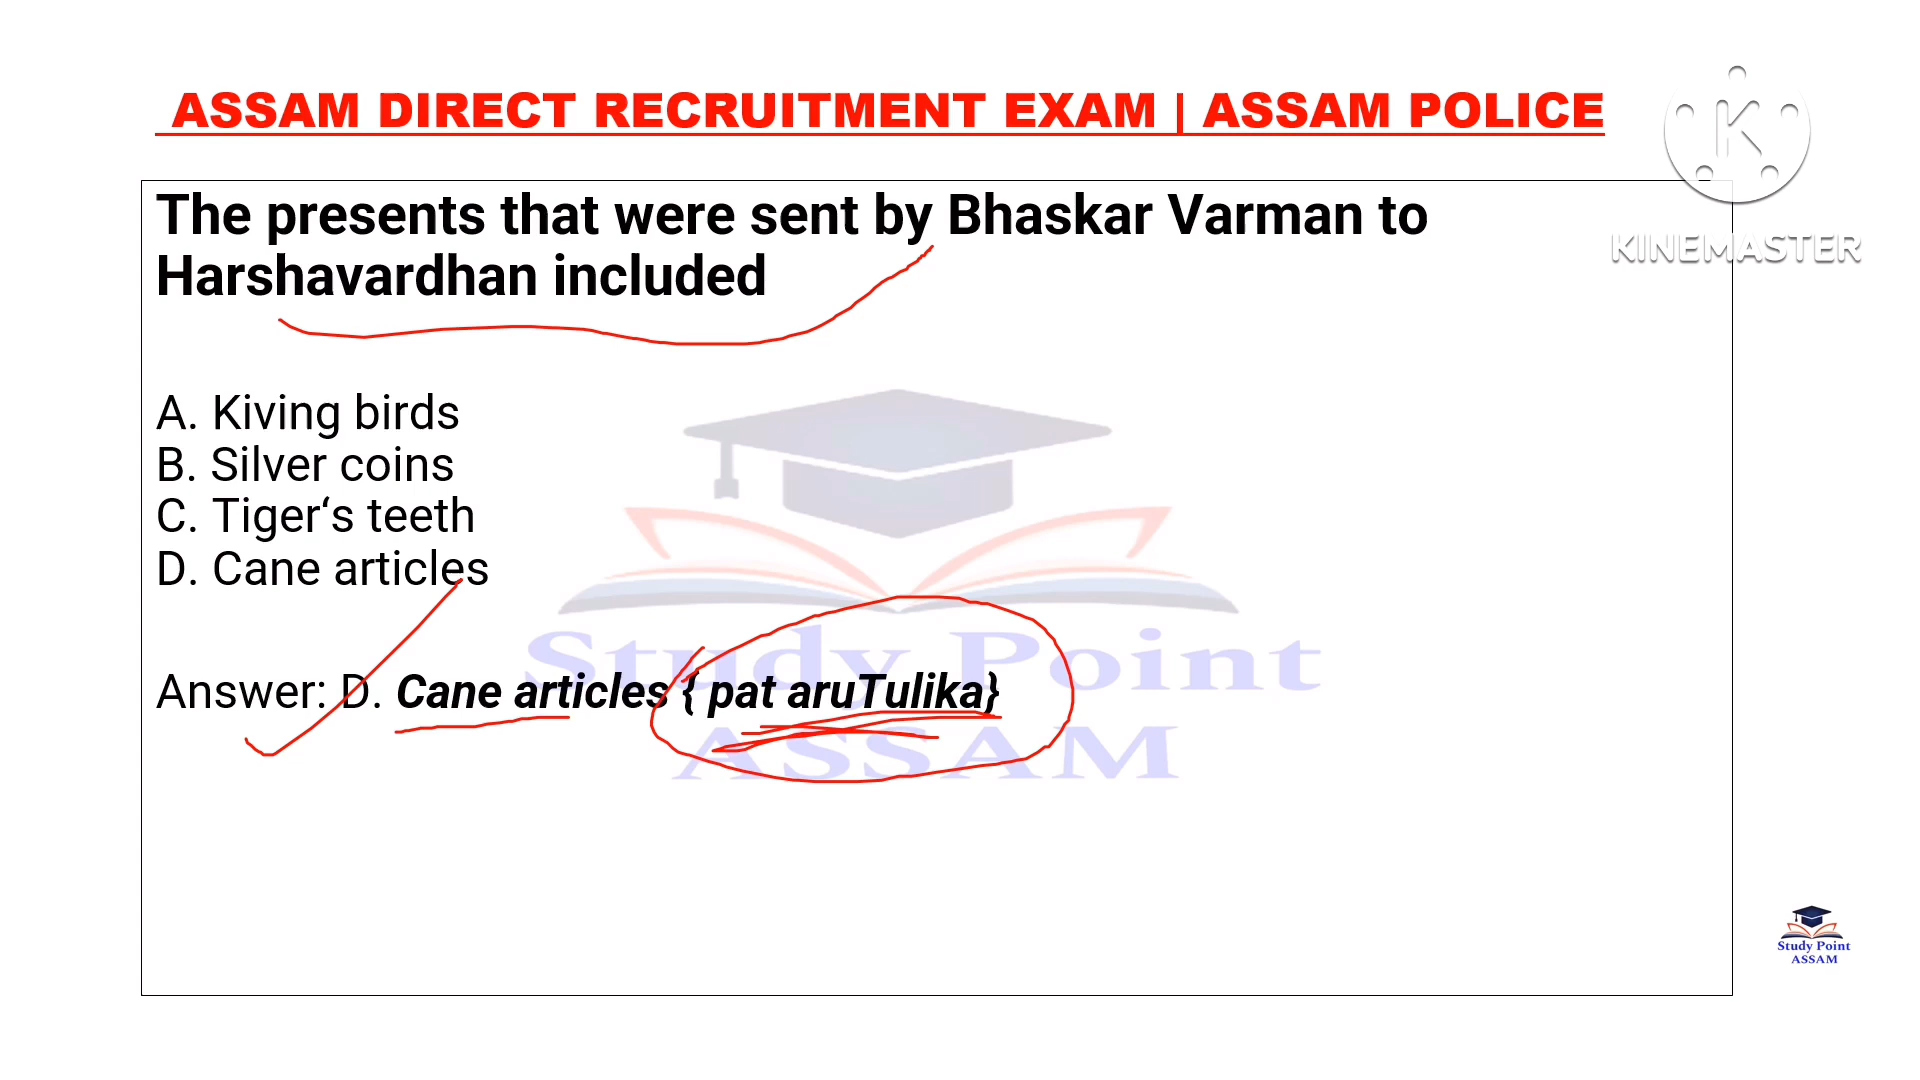 ASSAM DIRECT RECRUITMENT EXAM | ASSAM POLICE
KINEMASTER
The presents that were sent by Bhaskar Varman to
Harshavardhan included
A. Kiving birds
B. Silver coins
C. Tiger‘s teeth
D. Cane articles
Answer: D. Cane articles { pat aruTulika}
Study Point
ASSAM
Study Point
ASSAM